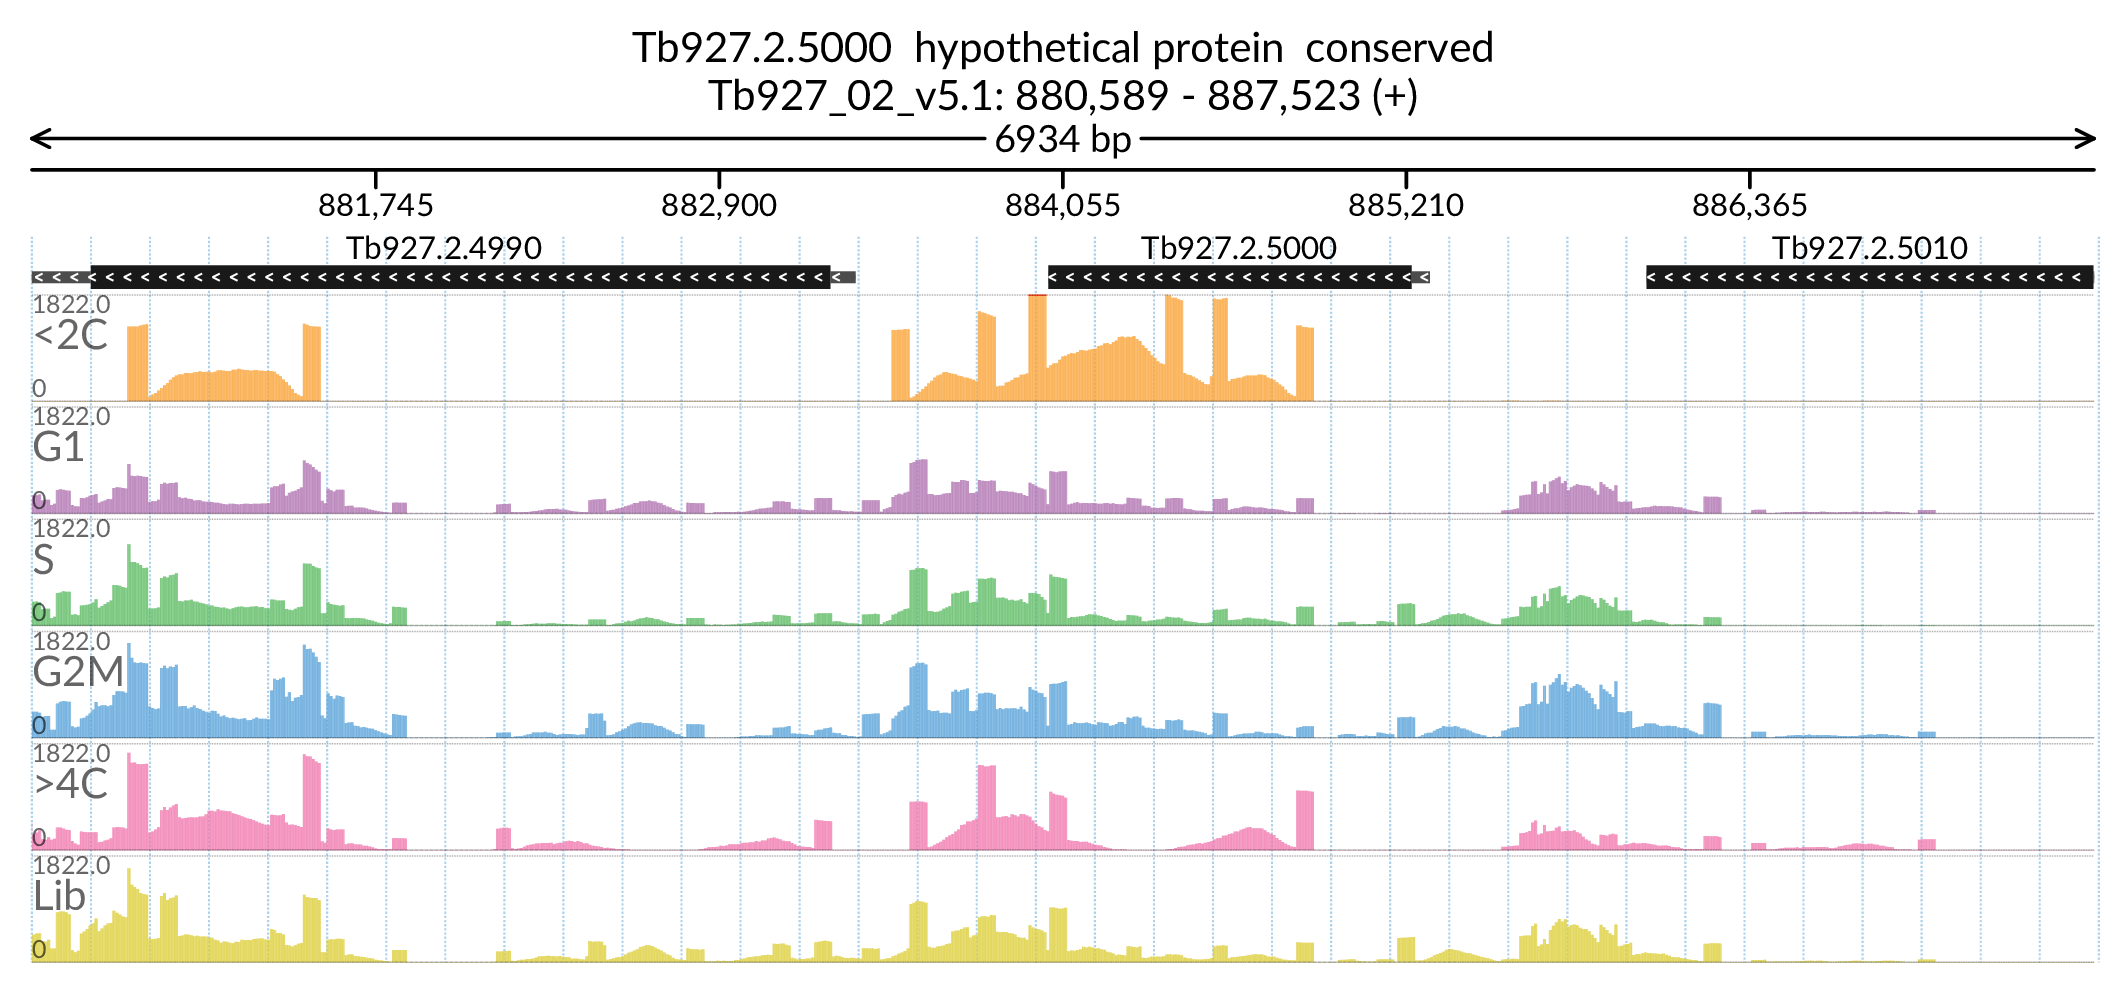 Tb927.2.5000 hypothetical protein conserved
Tb927_02_v5.1: 880,589 - 887,523 (+)
6934 bp
881,745 882,900 884,055 885,210 886,365
Tb927.2.4990 Tb927.2.5000 Tb927.2.5010
1822.0
<2C
0
1822.0
G1
0
1822.0
S
0
1822.0
G2M
0
1822.0
>4C
0
1822.0
Lib
0